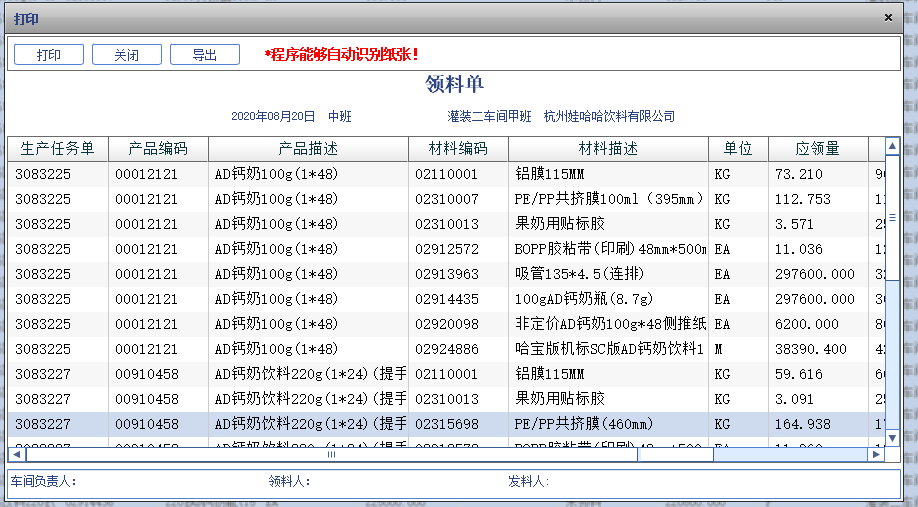 打印 ×
打印 关闭 导出 *程序能够自动识别纸张!
领料单
2020年08月20日 中班 灌装二车间甲班 杭州娃哈哈饮料有限公司
生产任务单 产品编码 产品描述 材料编码 材料描述 单位 应领量
3083225 00012121 AD钙奶100g(1*48) 02110001 铝膜115MM KG 73.210
3083225 00012121 AD钙奶100g(1*48) 02310007 PE/PP共挤膜100ml（395mm） KG 112.753
3083225 00012121 AD钙奶100g(1*48) 02310013 果奶用贴标胶 KG 3.571
3083225 00012121 AD钙奶100g(1*48) 02912572 BOPP胶粘带(印刷)48mm*500m EA 11.036
3083225 00012121 AD钙奶100g(1*48) 02913963 吸管135*4.5(连排) EA 297600.000
3083225 00012121 AD钙奶100g(1*48) 02914435 100gAD钙奶瓶(8.7g) EA 297600.000
3083225 00012121 AD钙奶100g(1*48) 02920098 非定价AD钙奶100g*48侧推纸 EA 6200.000
3083225 00012121 AD钙奶100g(1*48) 02924886 哈宝版机标SC版AD钙奶饮料1 M 38390.400
3083227 00910458 AD钙奶饮料220g(1*24)(提手 02110001 铝膜115MM KG 59.616
3083227 00910458 AD钙奶饮料220g(1*24)(提手 02310013 果奶用贴标胶 KG 3.091
3083227 00910458 AD钙奶饮料220g(1*24)(提手 02315698 PE/PP共挤膜(460mm) KG 164.938
车间负责人: 领料人: 发料人: